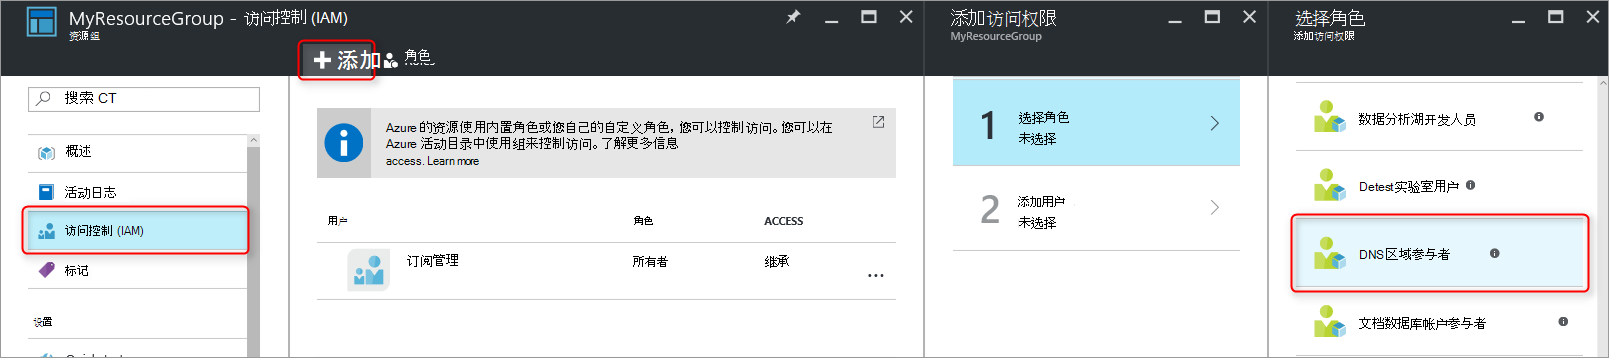 MyResourceGroup - 访问控制 (IAM)
资源组
添加
角色
搜索 CT
概述
活动日志
访问控制 (IAM)
标记
设置
Azure 的资源使用内置角色或您自己的自定义角色，您可以控制访问。您可以在
Azure 活动目录中使用组来控制访问。了解更多信息
access. Learn more
用户 角色 ACCESS
订阅管理 所有者 继承
添加访问权限
MyResourceGroup
1 选择角色
未选择
2 添加用户
未选择
选择角色
添加访问权限
数据分析湖开发人员
Detest实验室用户
DNS区域参与者
文档数据库帐户参与者